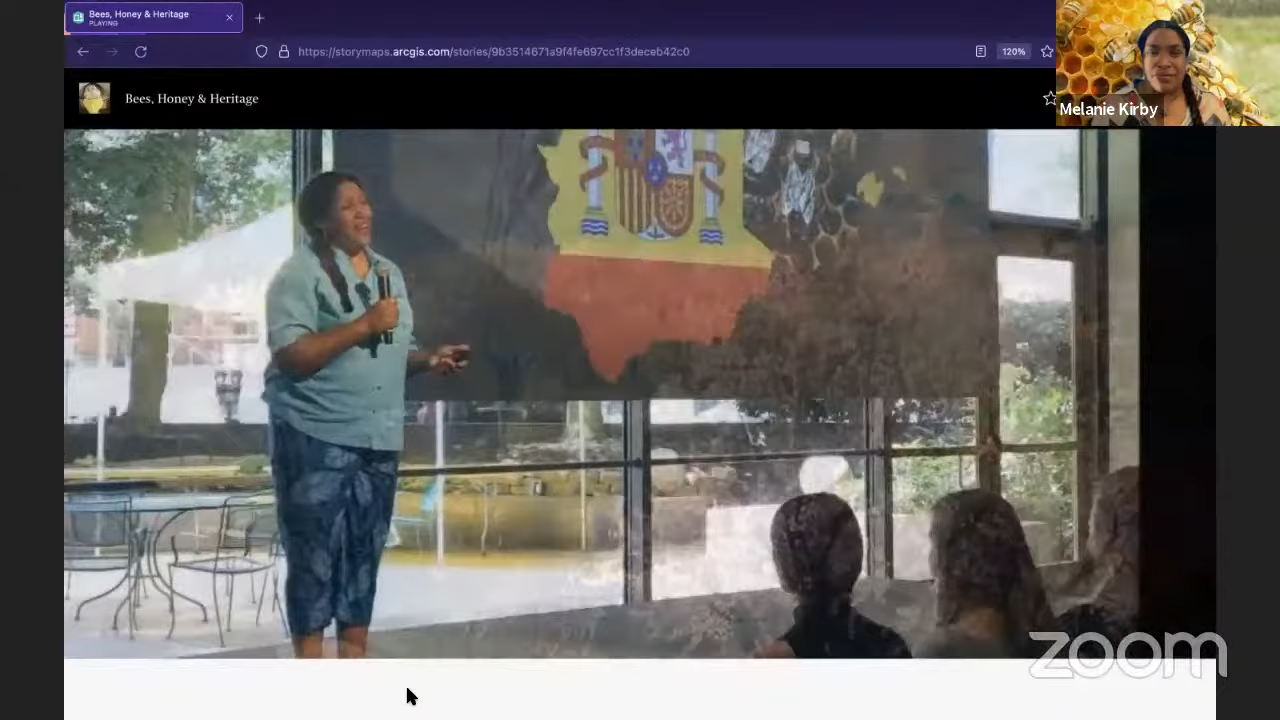 Bees, Honey & Heritage
PLAYING
https://storymaps.arcgis.com/stories/9b3514671a9f4fe697cc1f3deceb42c0
120%
Bees, Honey & Heritage
Melanie Kirby
zoom